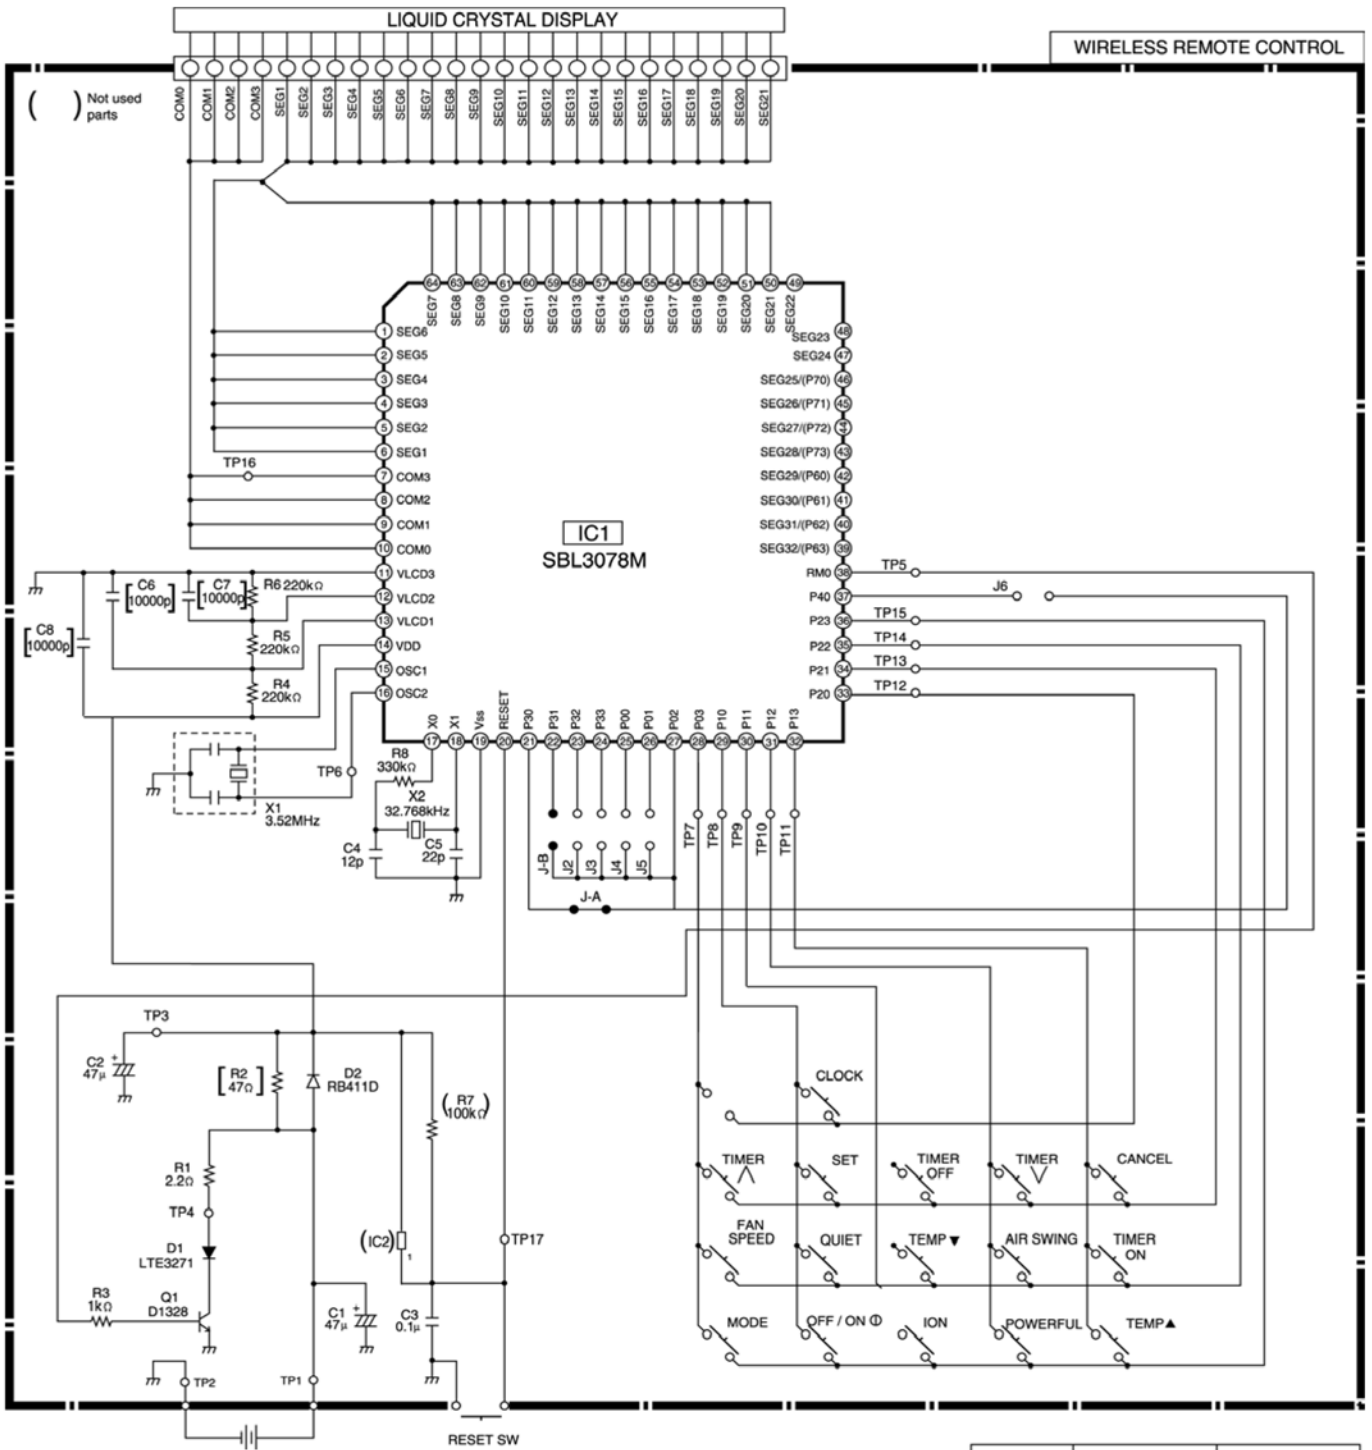 LIQUID CRYSTAL DISPLAY
WIRELESS REMOTE CONTROL
( ) Not used
parts
COM0 COM1 COM2 COM3 SEG1 SEG2 SEG3 SEG4 SEG5 SEG6 SEG7 SEG8 SEG9 SEG10 SEG11 SEG12 SEG13 SEG14 SEG15 SEG16 SEG17 SEG18 SEG19 SEG20 SEG21
64 63 62 61 60 59 58 57 56 55 54 53 52 51 50 49
SEG7 SEG8 SEG9 SEG10 SEG11 SEG12 SEG13 SEG14 SEG15 SEG16 SEG17 SEG18 SEG19 SEG20 SEG21 SEG22
1 SEG6 SEG23 48
2 SEG5 SEG24 47
3 SEG4 SEG25/(P70) 46
4 SEG3 SEG26/(P71) 45
5 SEG2 SEG27/(P72) 44
6 SEG1 SEG28/(P73) 43
TP16 7 COM3 SEG29/(P60) 42
8 COM2 SEG30/(P61) 41
9 COM1 SEG31/(P62) 40
10 COM0 SEG32/(P63) 39
IC1
SBL3078M
11 VLCD3 RM0 38 TP5
12 VLCD2 P40 37 J6
13 VLCD1 P23 36 TP15
14 VDD P22 35 TP14
15 OSC1 P21 34 TP13
16 OSC2 P20 33 TP12
[C6 10000p] [C7 10000p] R6 220kΩ
[C8 10000p]
R5
220kΩ
R4
220kΩ
X0 X1 Vss RESET P30 P31 P32 P33 P00 P01 P02 P03 P10 P11 P12 P13
17 18 19 20 21 22 23 24 25 26 27 28 29 30 31 32
TP6
X1
3.52MHz
R8
330kΩ
X2
32.768kHz
C4
12p
C5
22p
J-B J2 J3 J4 J5
J-A
TP7 TP8 TP9 TP10 TP11
TP3
C2
+
47μ
[R2 47Ω]
D2
RB411D
(R7 100kΩ)
R1
2.2Ω
TP4
D1
LTE3271
(IC2)
1
TP17
R3
1kΩ
Q1
D1328
C1
+
47μ
C3
0.1μ
TP2
TP1
RESET SW
CLOCK
TIMER SET TIMER OFF TIMER CANCEL
FAN SPEED QUIET TEMP▼ AIR SWING TIMER ON
MODE OFF / ON ION POWERFUL TEMP▲